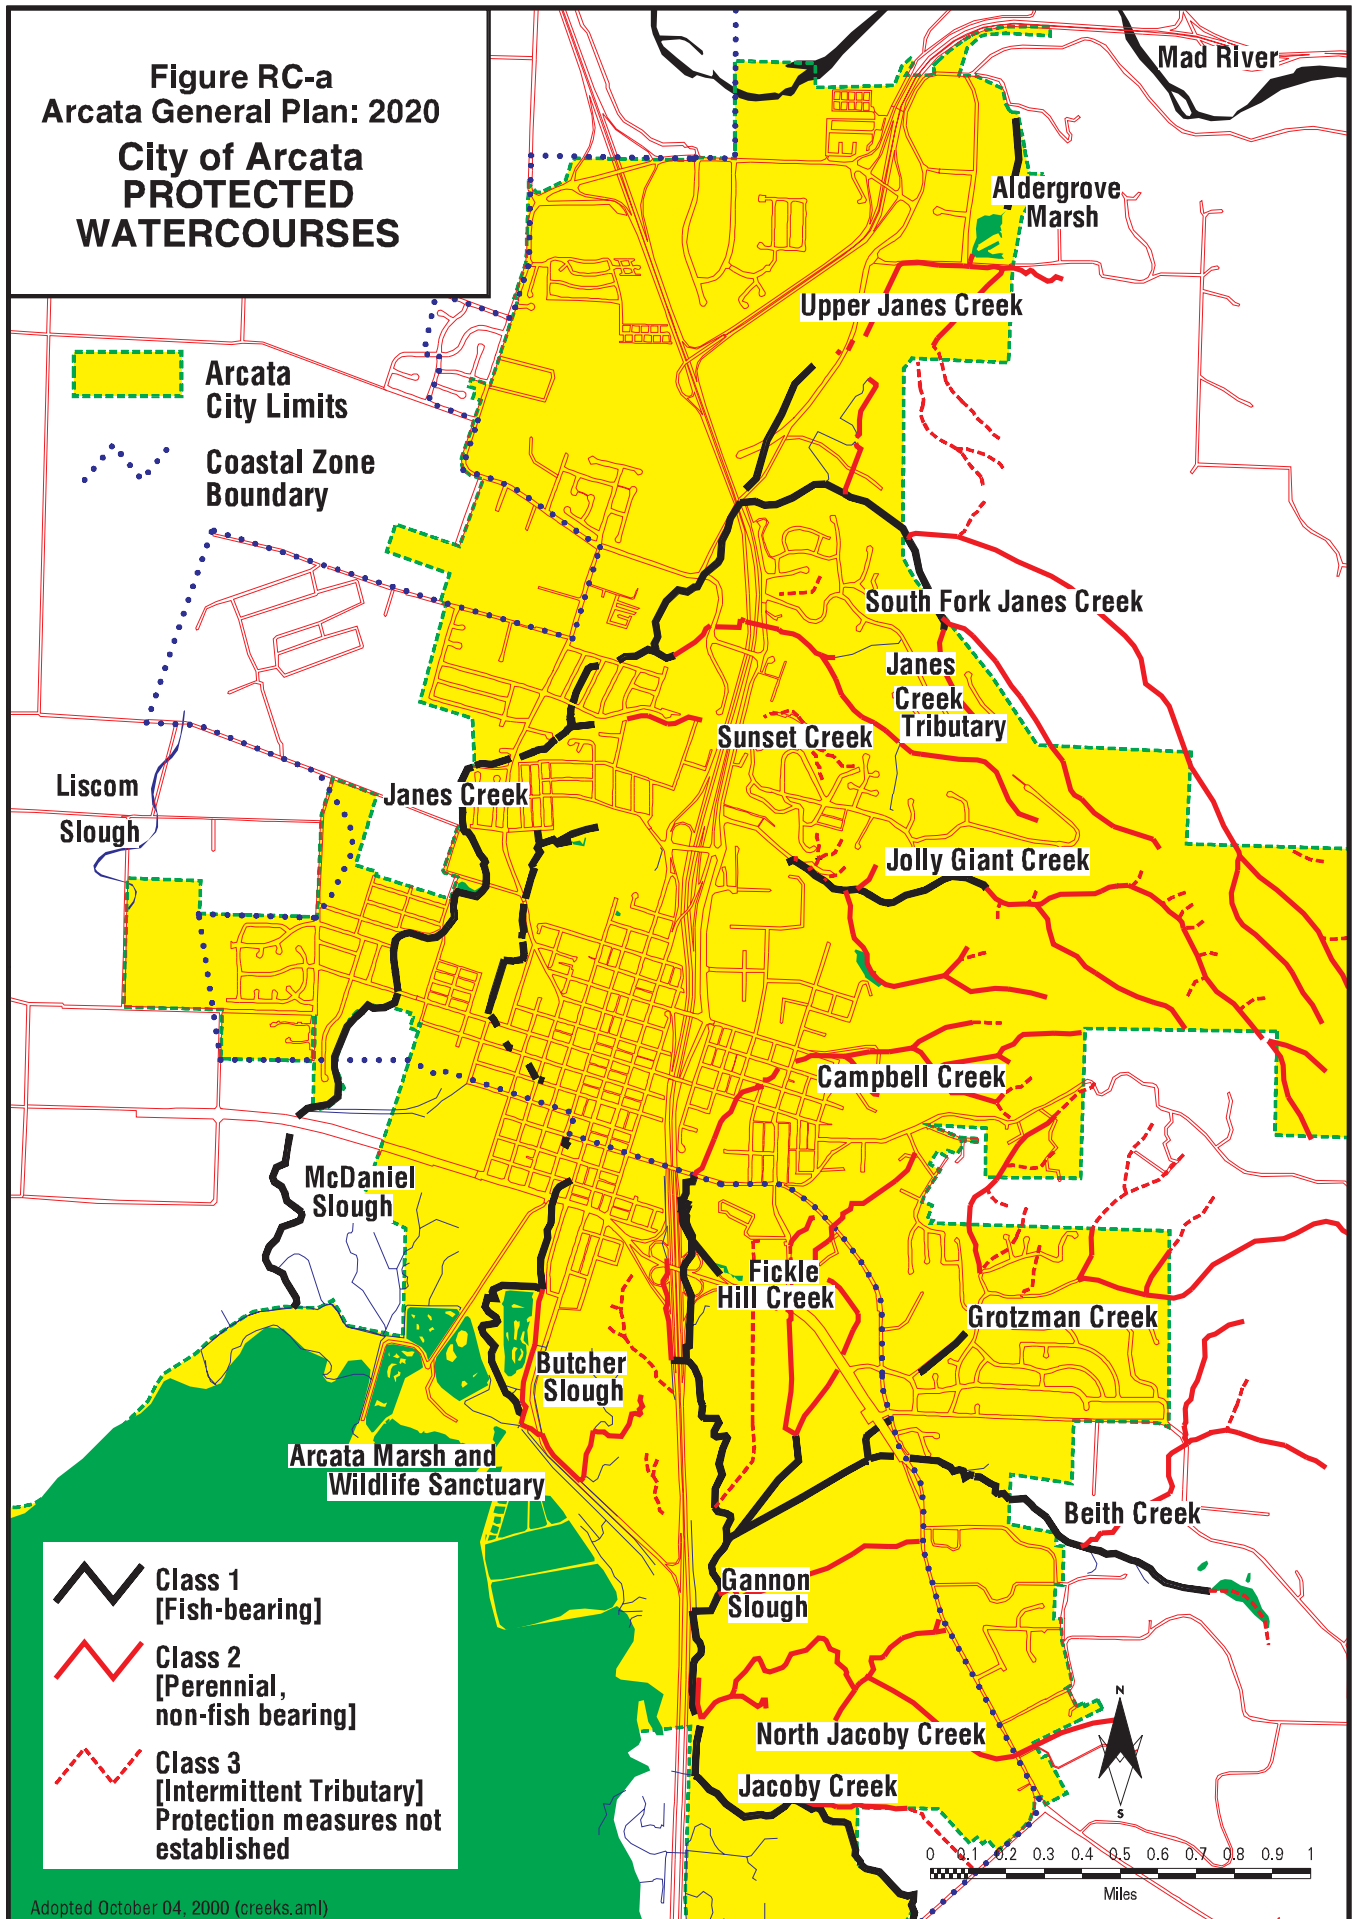 Figure RC-a
Arcata General Plan: 2020
City of Arcata
PROTECTED
WATERCOURSES
Mad River
Aldergrove
Marsh
Upper Janes Creek
Arcata
City Limits
Coastal Zone
Boundary
South Fork Janes Creek
Janes
Creek
Tributary
Sunset Creek
Liscom
Slough
Janes Creek
Jolly Giant Creek
Campbell Creek
McDaniel
Slough
Fickle
Hill Creek
Grotzman Creek
Butcher
Slough
Arcata Marsh and
Wildlife Sanctuary
Beith Creek
Gannon
Slough
Class 1
[Fish-bearing]
Class 2
[Perennial,
non-fish bearing]
Class 3
[Intermittent Tributary]
Protection measures not
established
North Jacoby Creek
Jacoby Creek
N
S
0 0.1 0.2 0.3 0.4 0.5 0.6 0.7 0.8 0.9 1
Miles
Adopted October 04, 2000 (creeks.aml)